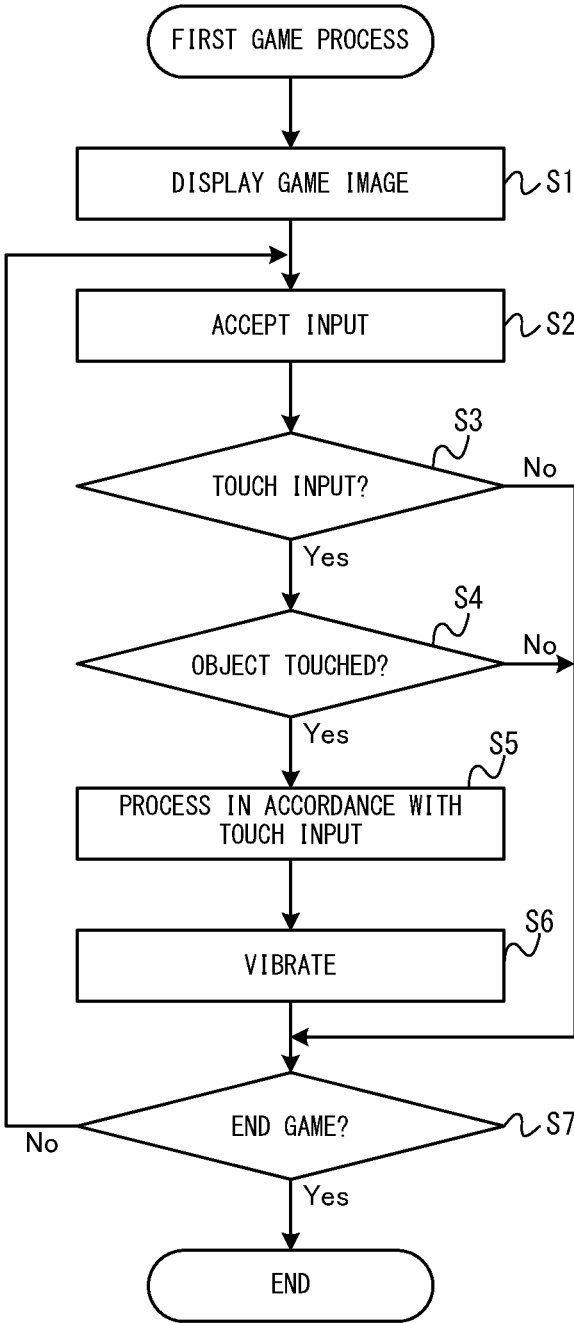 FIRST GAME PROCESS
DISPLAY GAME IMAGE
S1
ACCEPT INPUT
S2
S3
TOUCH INPUT?
No
Yes
S4
OBJECT TOUCHED?
No
Yes
S5
PROCESS IN ACCORDANCE WITH
TOUCH INPUT
S6
VIBRATE
END GAME?
S7
No
Yes
END